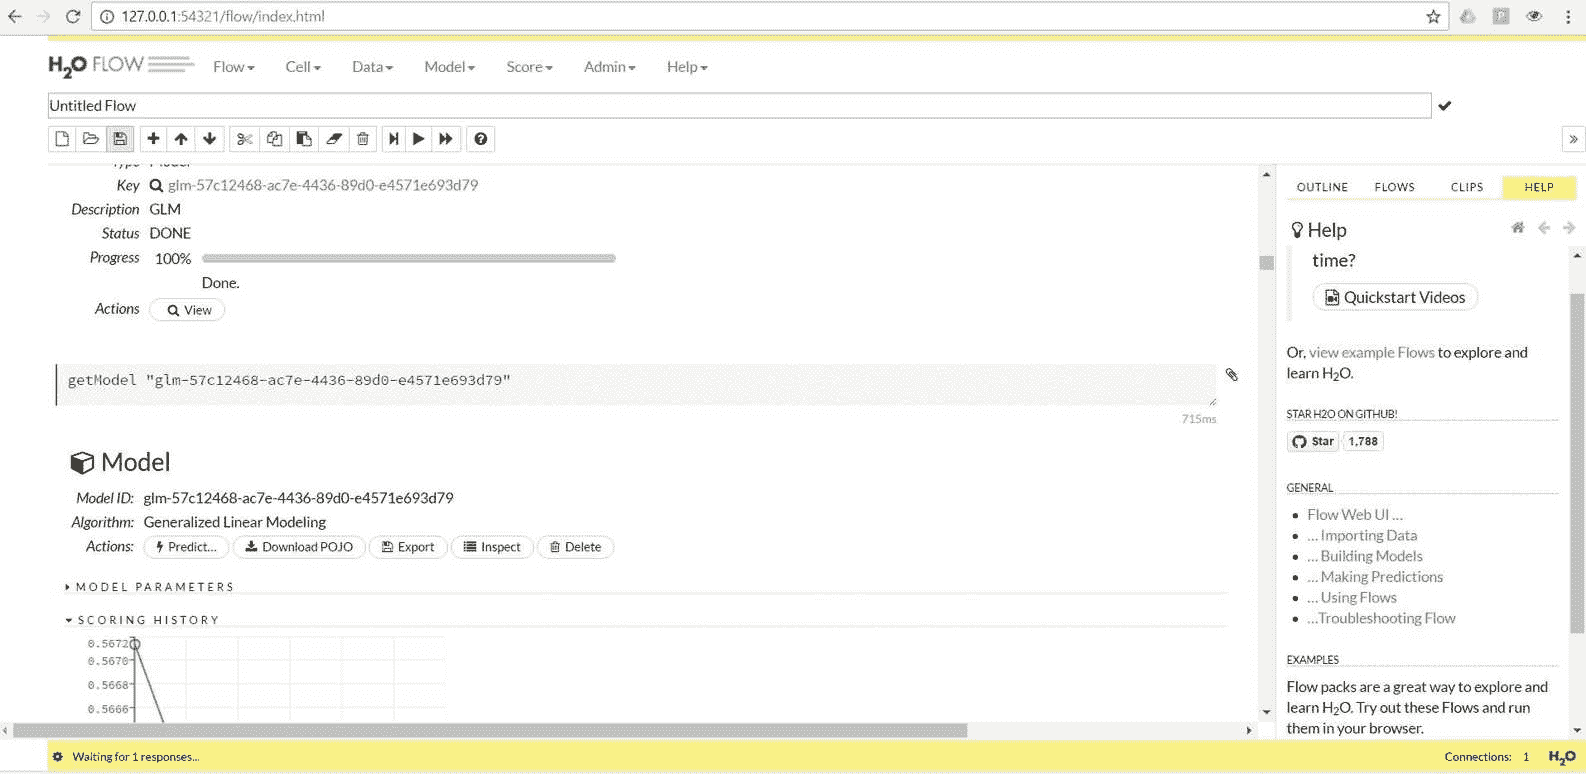 127.0.0.1:54321/flow/index.html
H2O FLOW Flow Cell Data Model Score Admin Help
Untitled Flow
Key glm-57c12468-ac7e-4436-89d0-e4571e693d79
Description GLM
Status DONE
Progress 100%
Done.
Actions View
getModel "glm-57c12468-ac7e-4436-89d0-e4571e693d79"
715ms
Model
Model ID: glm-57c12468-ac7e-4436-89d0-e4571e693d79
Algorithm: Generalized Linear Modeling
Actions: Predict... Download POJO Export Inspect Delete
MODEL PARAMETERS
SCORING HISTORY
0.5672
0.5670
0.5668
0.5666
OUTLINE FLOWS CLIPS HELP
Help
time?
Quickstart Videos
Or, view example Flows to explore and
learn H2O.
STAR H2O ON GITHUB!
Star 1,788
GENERAL
Flow Web UI ...
... Importing Data
... Building Models
... Making Predictions
... Using Flows
...Troubleshooting Flow
EXAMPLES
Flow packs are a great way to explore and
learn H2O. Try out these Flows and run
them in your browser.
Waiting for 1 responses...
Connections: 1 H2O